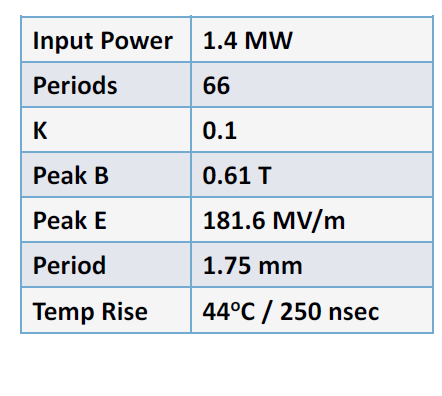 Input Power 1.4 MW
Periods 66
K 0.1
Peak B 0.61 T
Peak E 181.6 MV/m
Period 1.75 mm
Temp Rise 44ºC / 250 nsec